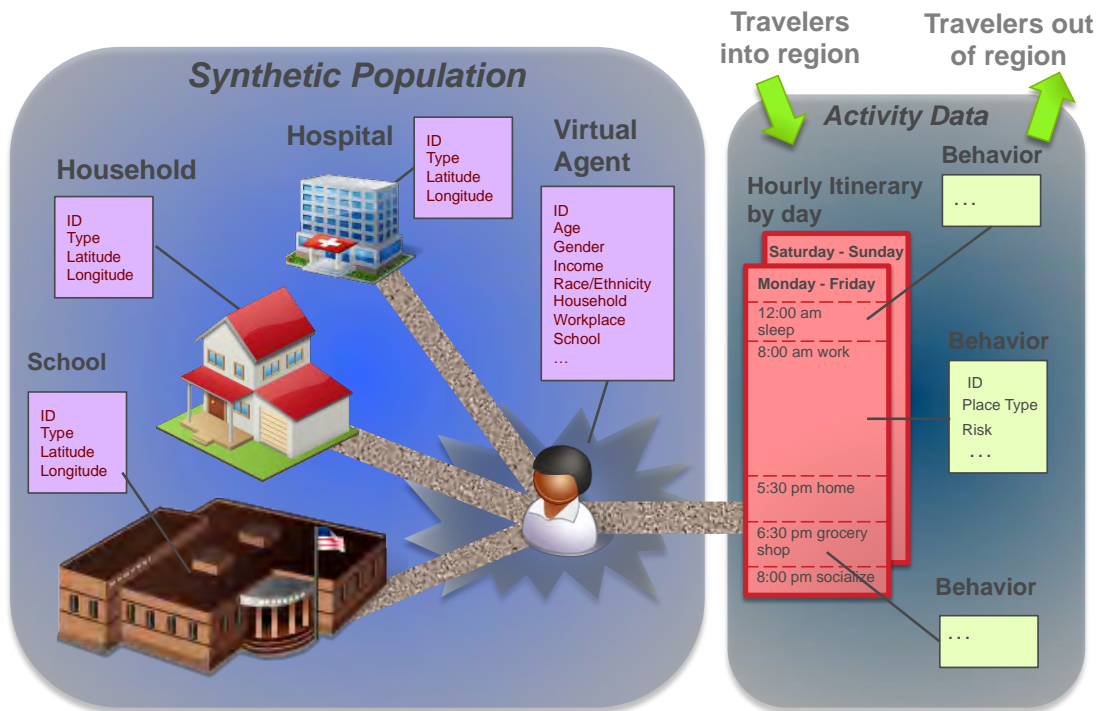 Travelers
into region
Travelers out
of region
Synthetic Population
Hospital
ID
Type
Latitude
Longitude
Virtual
Agent
ID
Age
Gender
Income
Race/Ethnicity
Household
Workplace
School
...
Household
ID
Type
Latitude
Longitude
School
ID
Type
Latitude
Longitude
Activity Data
Hourly Itinerary
by day
Saturday - Sunday
Monday - Friday
12:00 am
sleep
8:00 am work
5:30 pm home
6:30 pm grocery
shop
8:00 pm socialize
Behavior
...
Behavior
ID
Place Type
Risk
...
Behavior
...